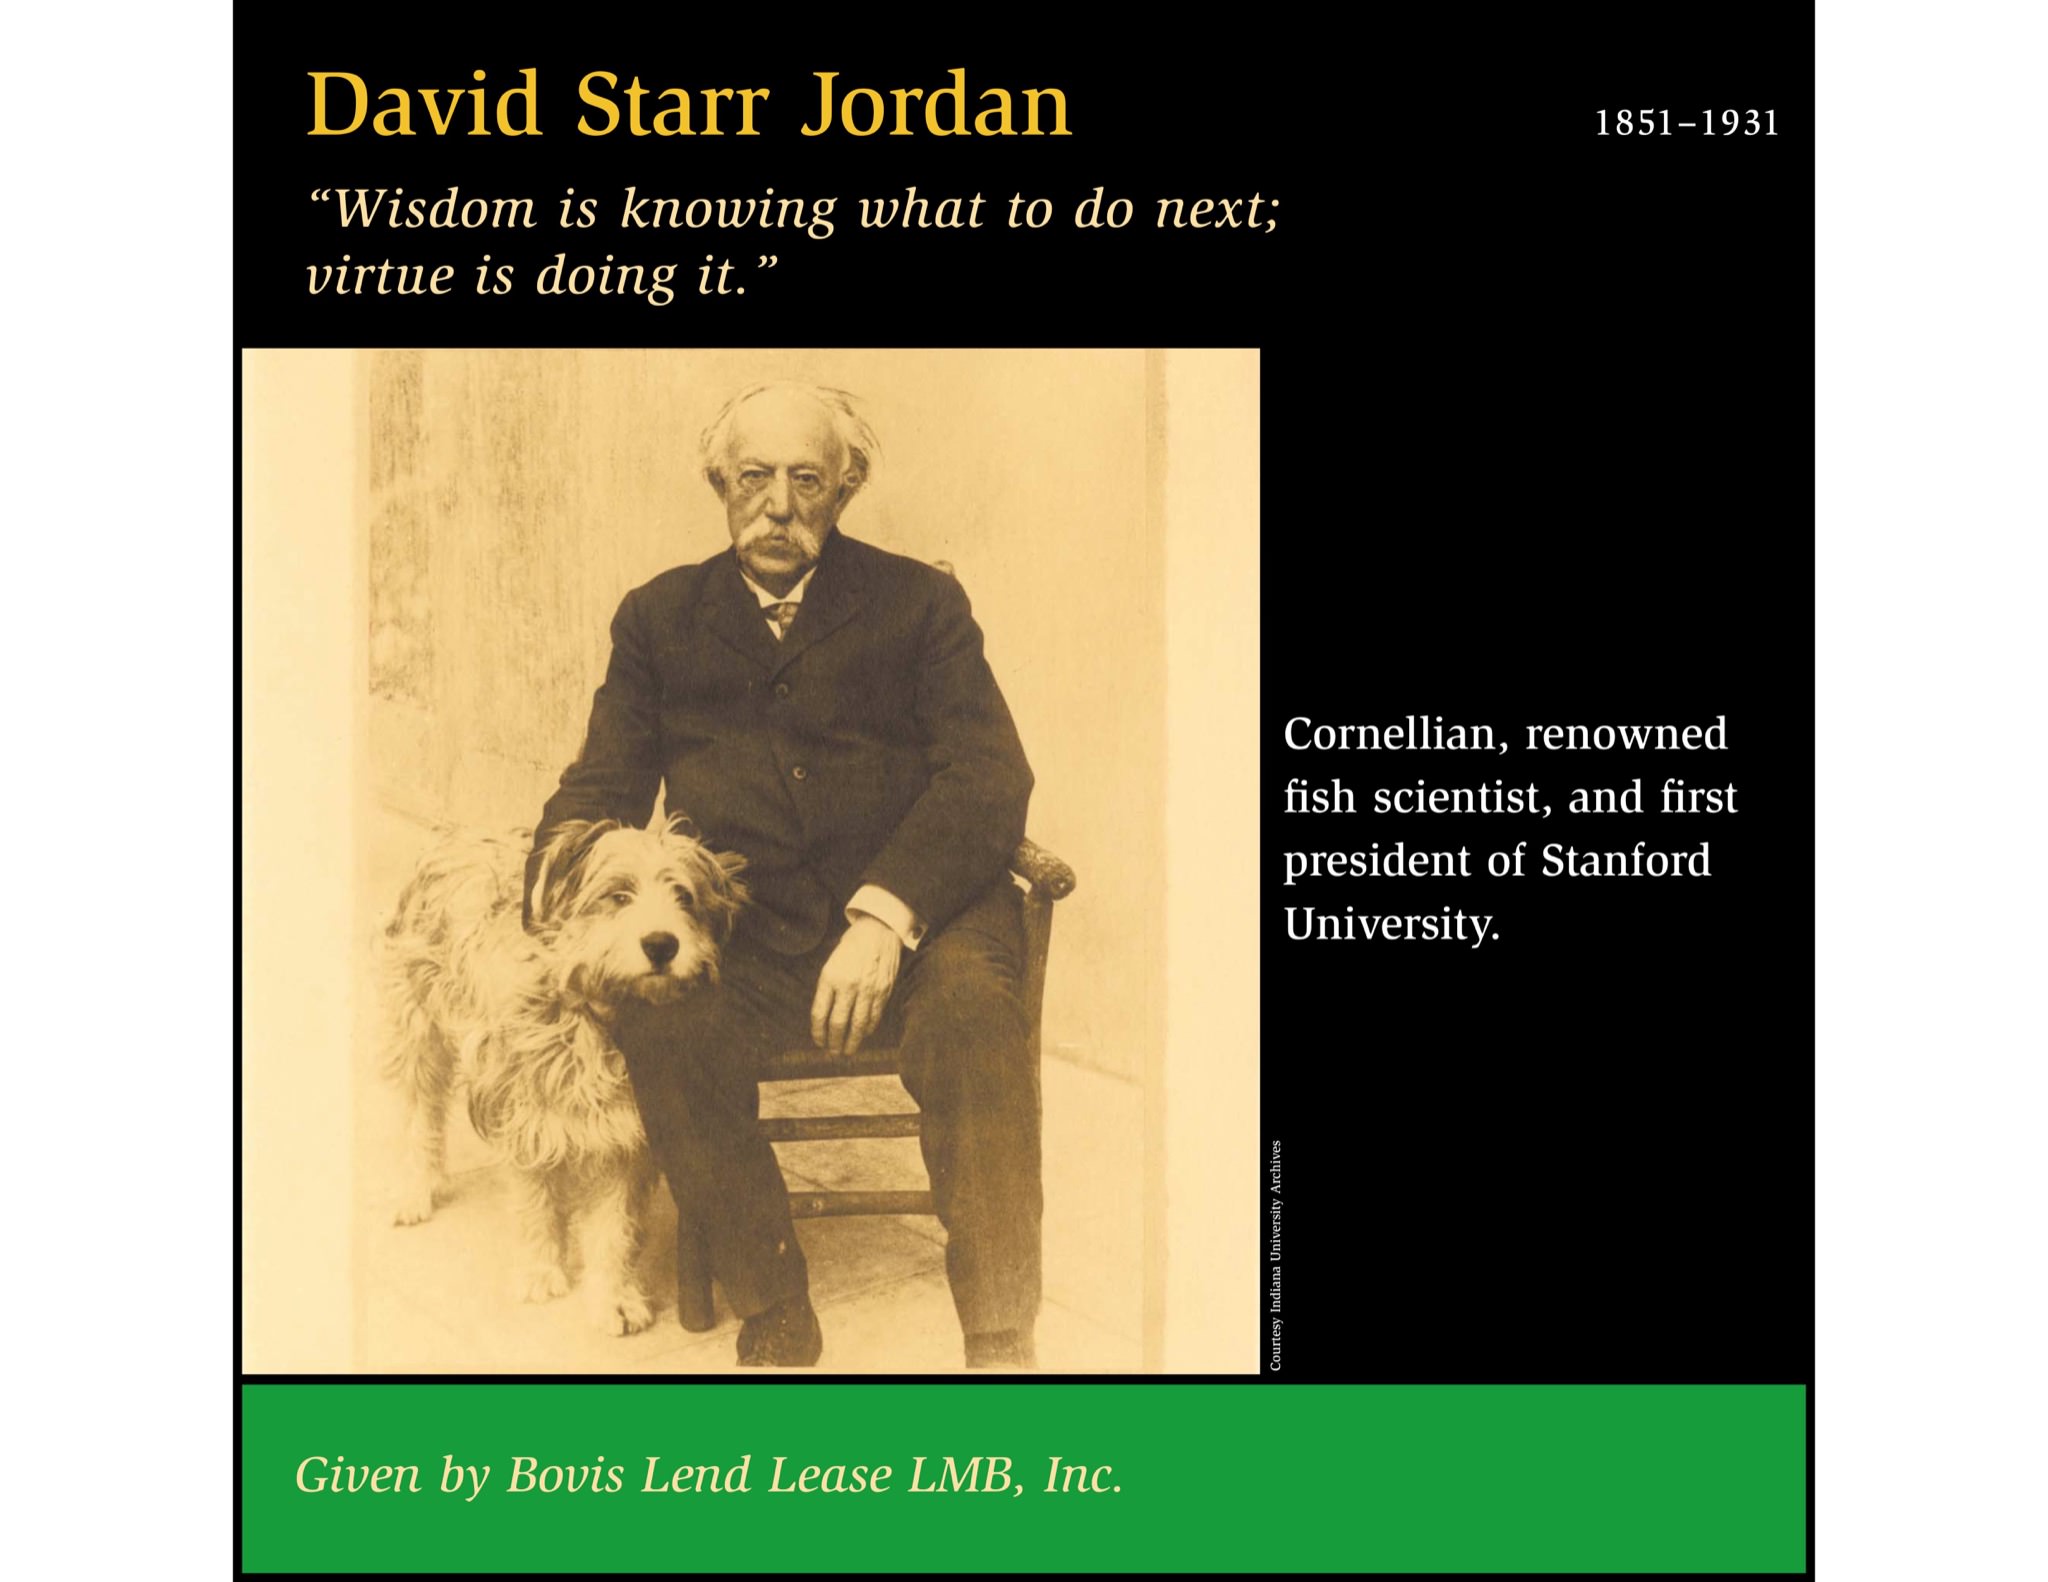 David Starr Jordan
1851–1931
“Wisdom is knowing what to do next;
virtue is doing it.”
Cornellian, renowned
fish scientist, and first
president of Stanford
University.
Courtesy Indiana University Archives
Given by Bovis Lend Lease LMB, Inc.